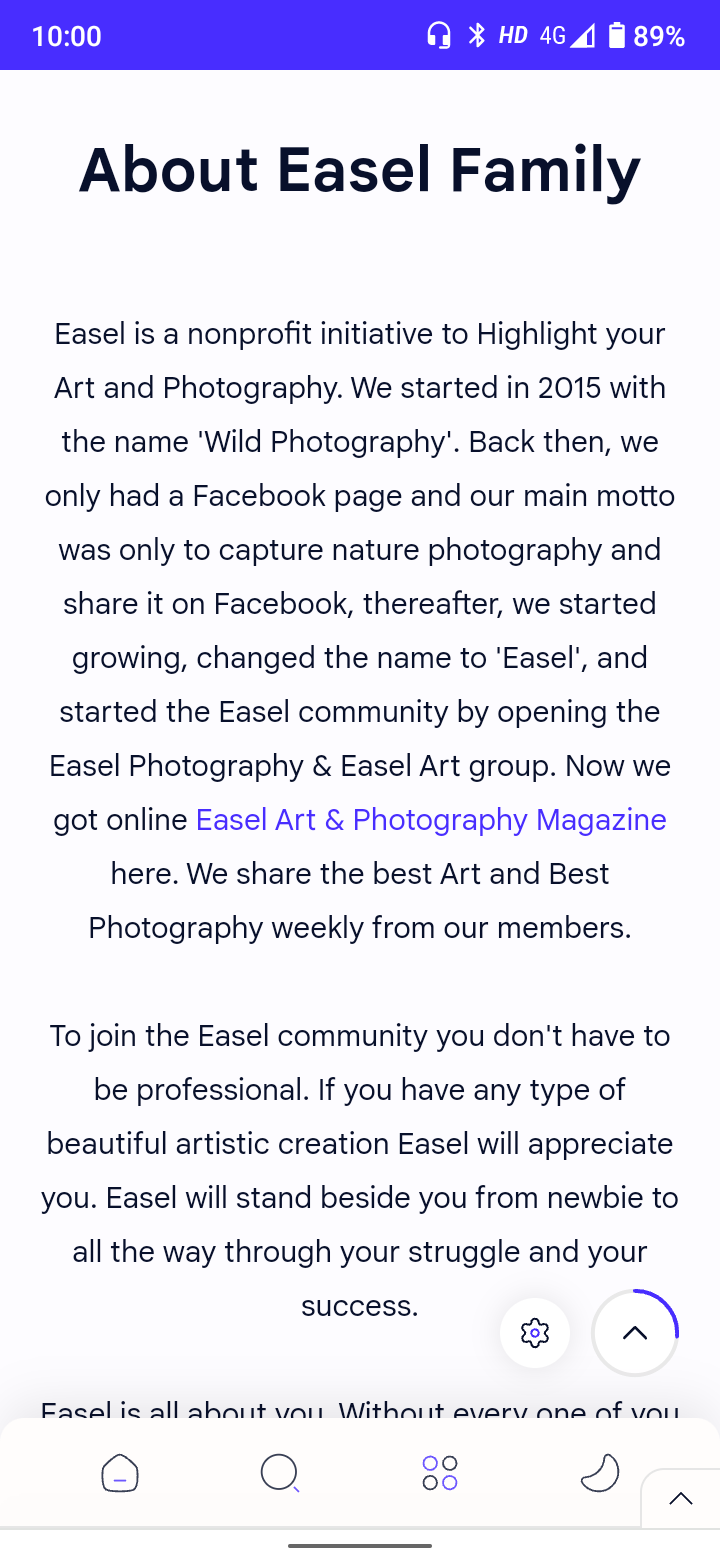 10:00
HD 4G 89%
About Easel Family
Easel is a nonprofit initiative to Highlight your
Art and Photography. We started in 2015 with
the name 'Wild Photography'. Back then, we
only had a Facebook page and our main motto
was only to capture nature photography and
share it on Facebook, thereafter, we started
growing, changed the name to 'Easel', and
started the Easel community by opening the
Easel Photography & Easel Art group. Now we
got online Easel Art & Photography Magazine
here. We share the best Art and Best
Photography weekly from our members.
To join the Easel community you don't have to
be professional. If you have any type of
beautiful artistic creation Easel will appreciate
you. Easel will stand beside you from newbie to
all the way through your struggle and your
success.
Easel is all about you. Without every one of you